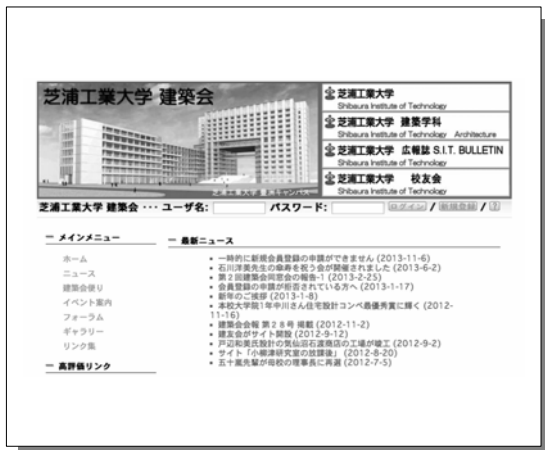 芝浦工業大学 建築会
芝浦工業大学
Shibaura Institute of Technology
芝浦工業大学 建築学科
Shibaura Institute of Technology Architecture
芝浦工業大学 広報誌 S.I.T. BULLETIN
Shibaura Institute of Technology
芝浦工業大学 校友会
Shibaura Institute of Technology
芝浦工業大学 豊洲キャンパス
芝浦工業大学 建築会 ··· ユーザ名: パスワード: ログイン / 新規登録 / ?
メインメニュー
ホーム
ニュース
建築会便り
イベント案内
フォーラム
ギャラリー
リンク集
高評価リンク
最新ニュース
• 一時的に新規会員登録の申請ができません (2013-11-6)
• 石川洋美先生の傘寿を祝う会が開催されました (2013-6-2)
• 第2回建築会同窓会の報告-1 (2013-2-25)
• 会員登録の申請が拒否されている方へ (2013-1-17)
• 新年のご挨拶 (2013-1-8)
• 本校大学院1年中川さん住宅設計コンペ最優秀賞に輝く (2012-
11-16)
• 建築会会報 第28号 掲載 (2012-11-2)
• 建友会がサイト開設 (2012-9-12)
• 戸辺和美氏設計の気仙沼石渡商店の工場が竣工 (2012-9-2)
• サイト「小柳津研究室の放課後」 (2012-8-20)
• 五十嵐先輩が母校の理事長に再選 (2012-7-5)